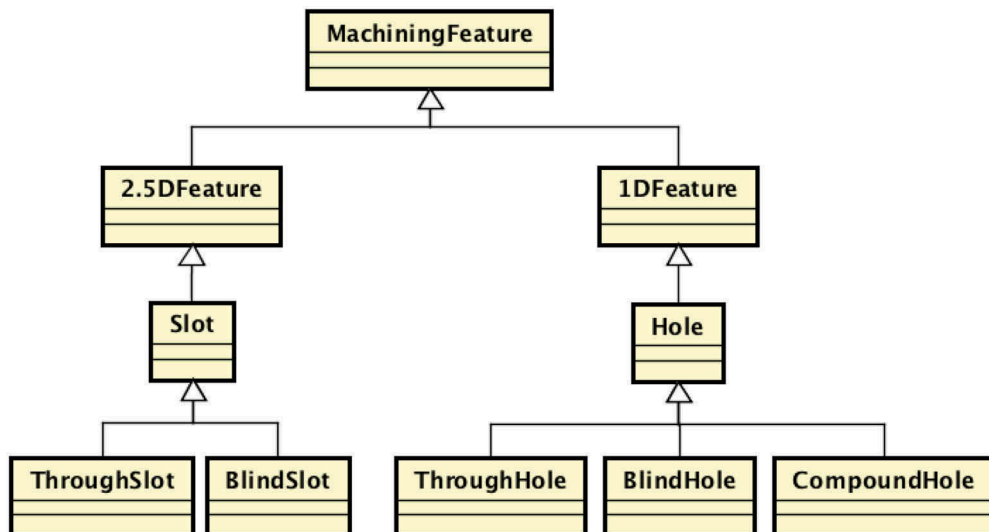 MachiningFeature
2.5DFeature 1DFeature
Slot Hole
ThroughSlot BlindSlot ThroughHole BlindHole CompoundHole